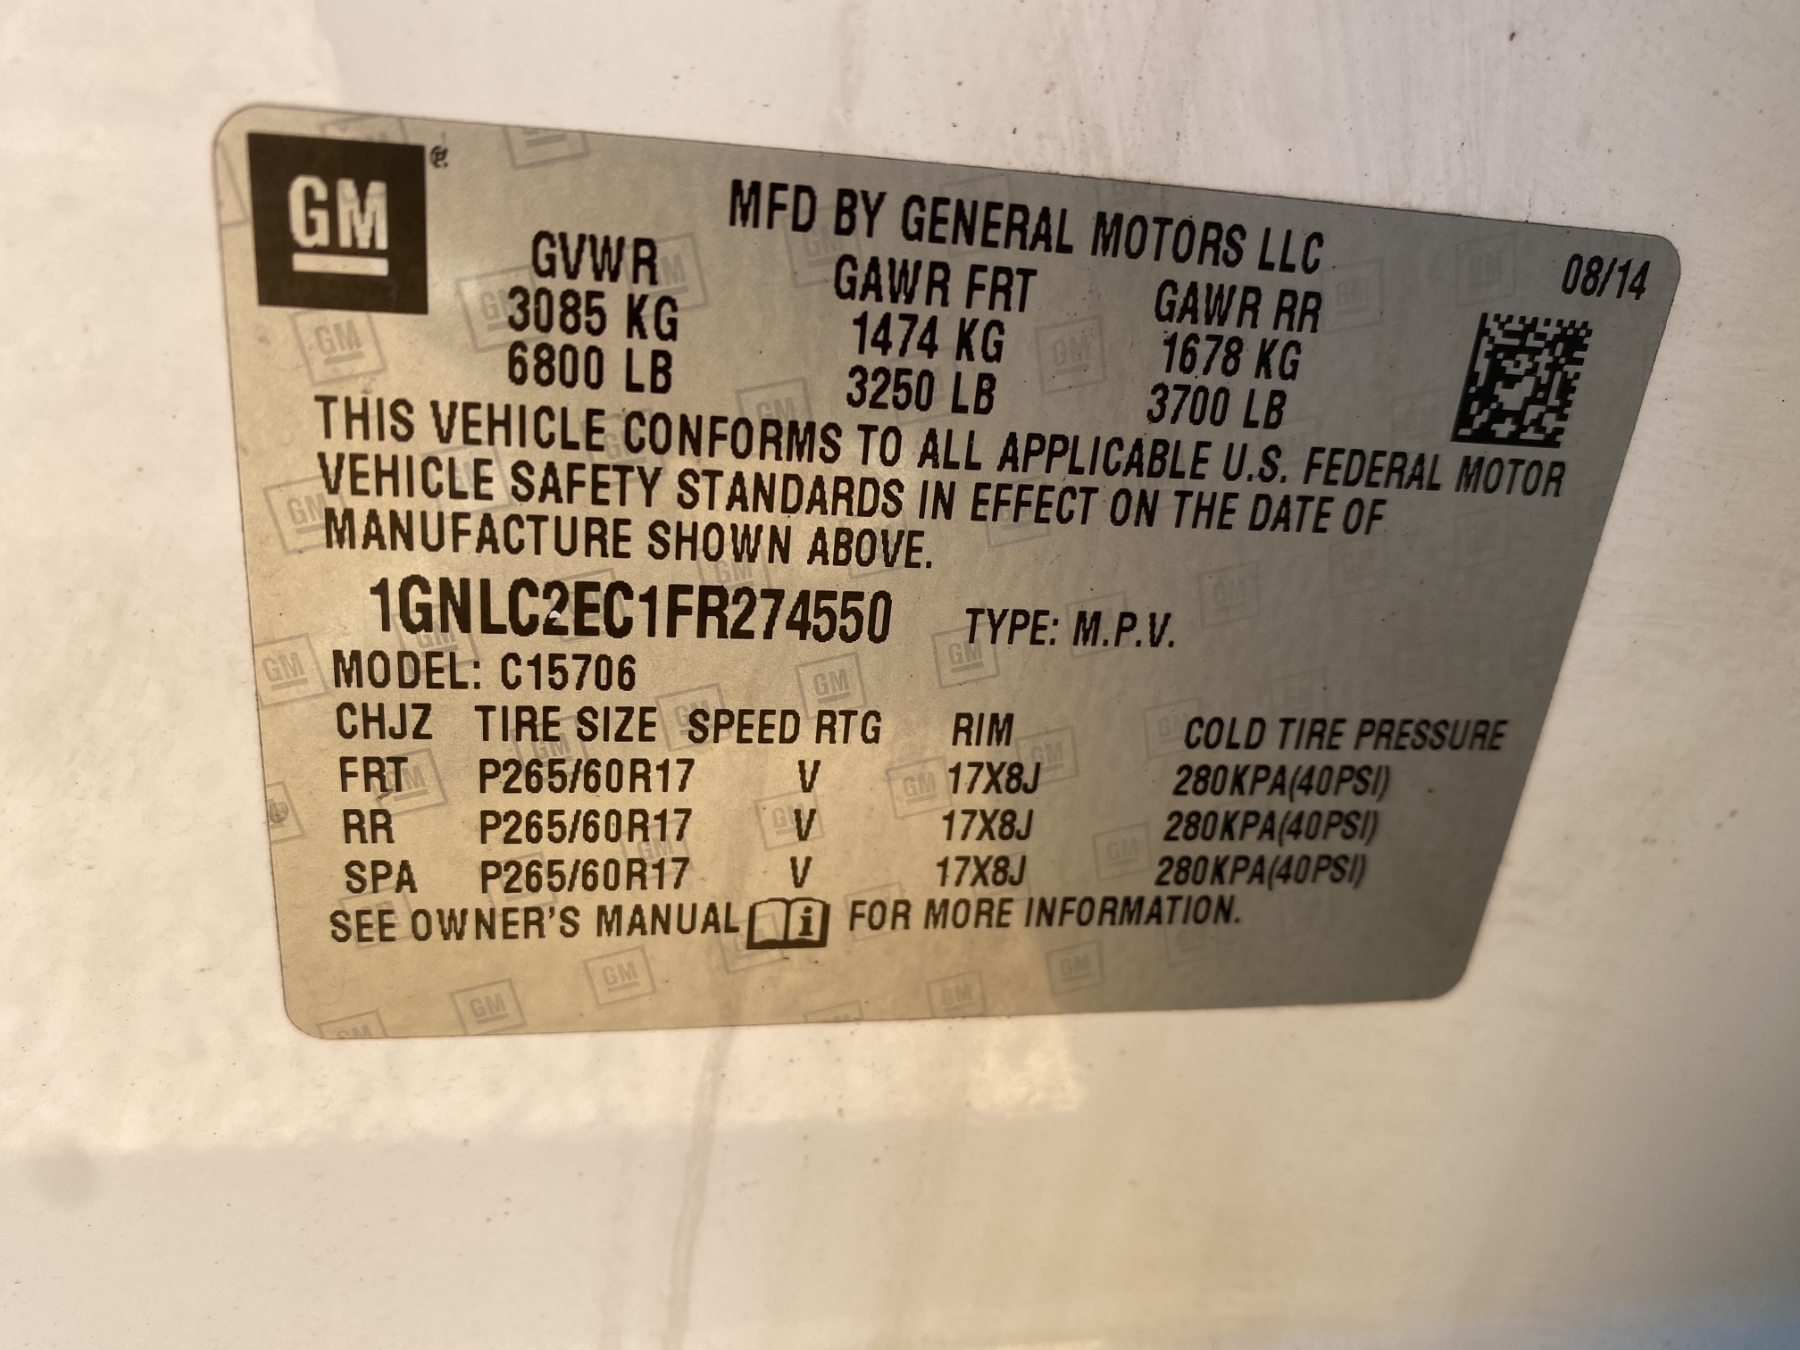 GM
MFD BY GENERAL MOTORS LLC
08/14
GVWR GAWR FRT GAWR RR
3085 KG 1474 KG 1678 KG
6800 LB 3250 LB 3700 LB
THIS VEHICLE CONFORMS TO ALL APPLICABLE U.S. FEDERAL MOTOR
VEHICLE SAFETY STANDARDS IN EFFECT ON THE DATE OF
MANUFACTURE SHOWN ABOVE.
1GNLC2EC1FR274550 TYPE: M.P.V.
MODEL: C15706
CHJZ TIRE SIZE SPEED RTG RIM COLD TIRE PRESSURE
FRT P265/60R17 V 17X8J 280KPA(40PSI)
RR P265/60R17 V 17X8J 280KPA(40PSI)
SPA P265/60R17 V 17X8J 280KPA(40PSI)
SEE OWNER'S MANUAL i FOR MORE INFORMATION.